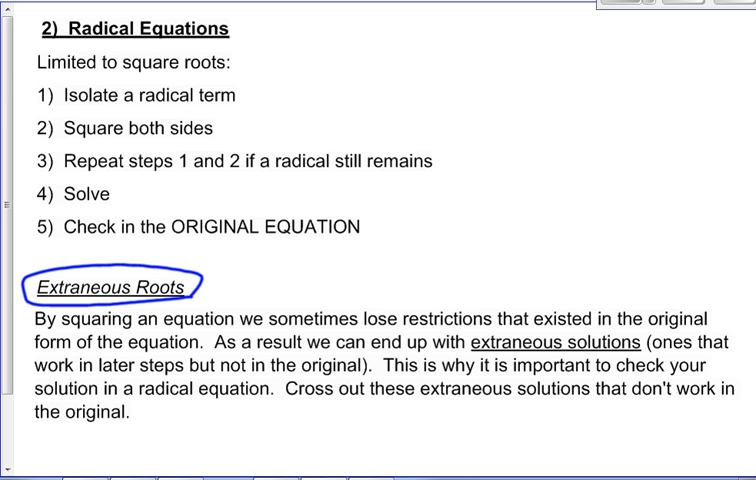 2) Radical Equations
Limited to square roots:
1) Isolate a radical term
2) Square both sides
3) Repeat steps 1 and 2 if a radical still remains
4) Solve
5) Check in the ORIGINAL EQUATION
Extraneous Roots
By squaring an equation we sometimes lose restrictions that existed in the original
form of the equation. As a result we can end up with extraneous solutions (ones that
work in later steps but not in the original). This is why it is important to check your
solution in a radical equation. Cross out these extraneous solutions that don't work in
the original.